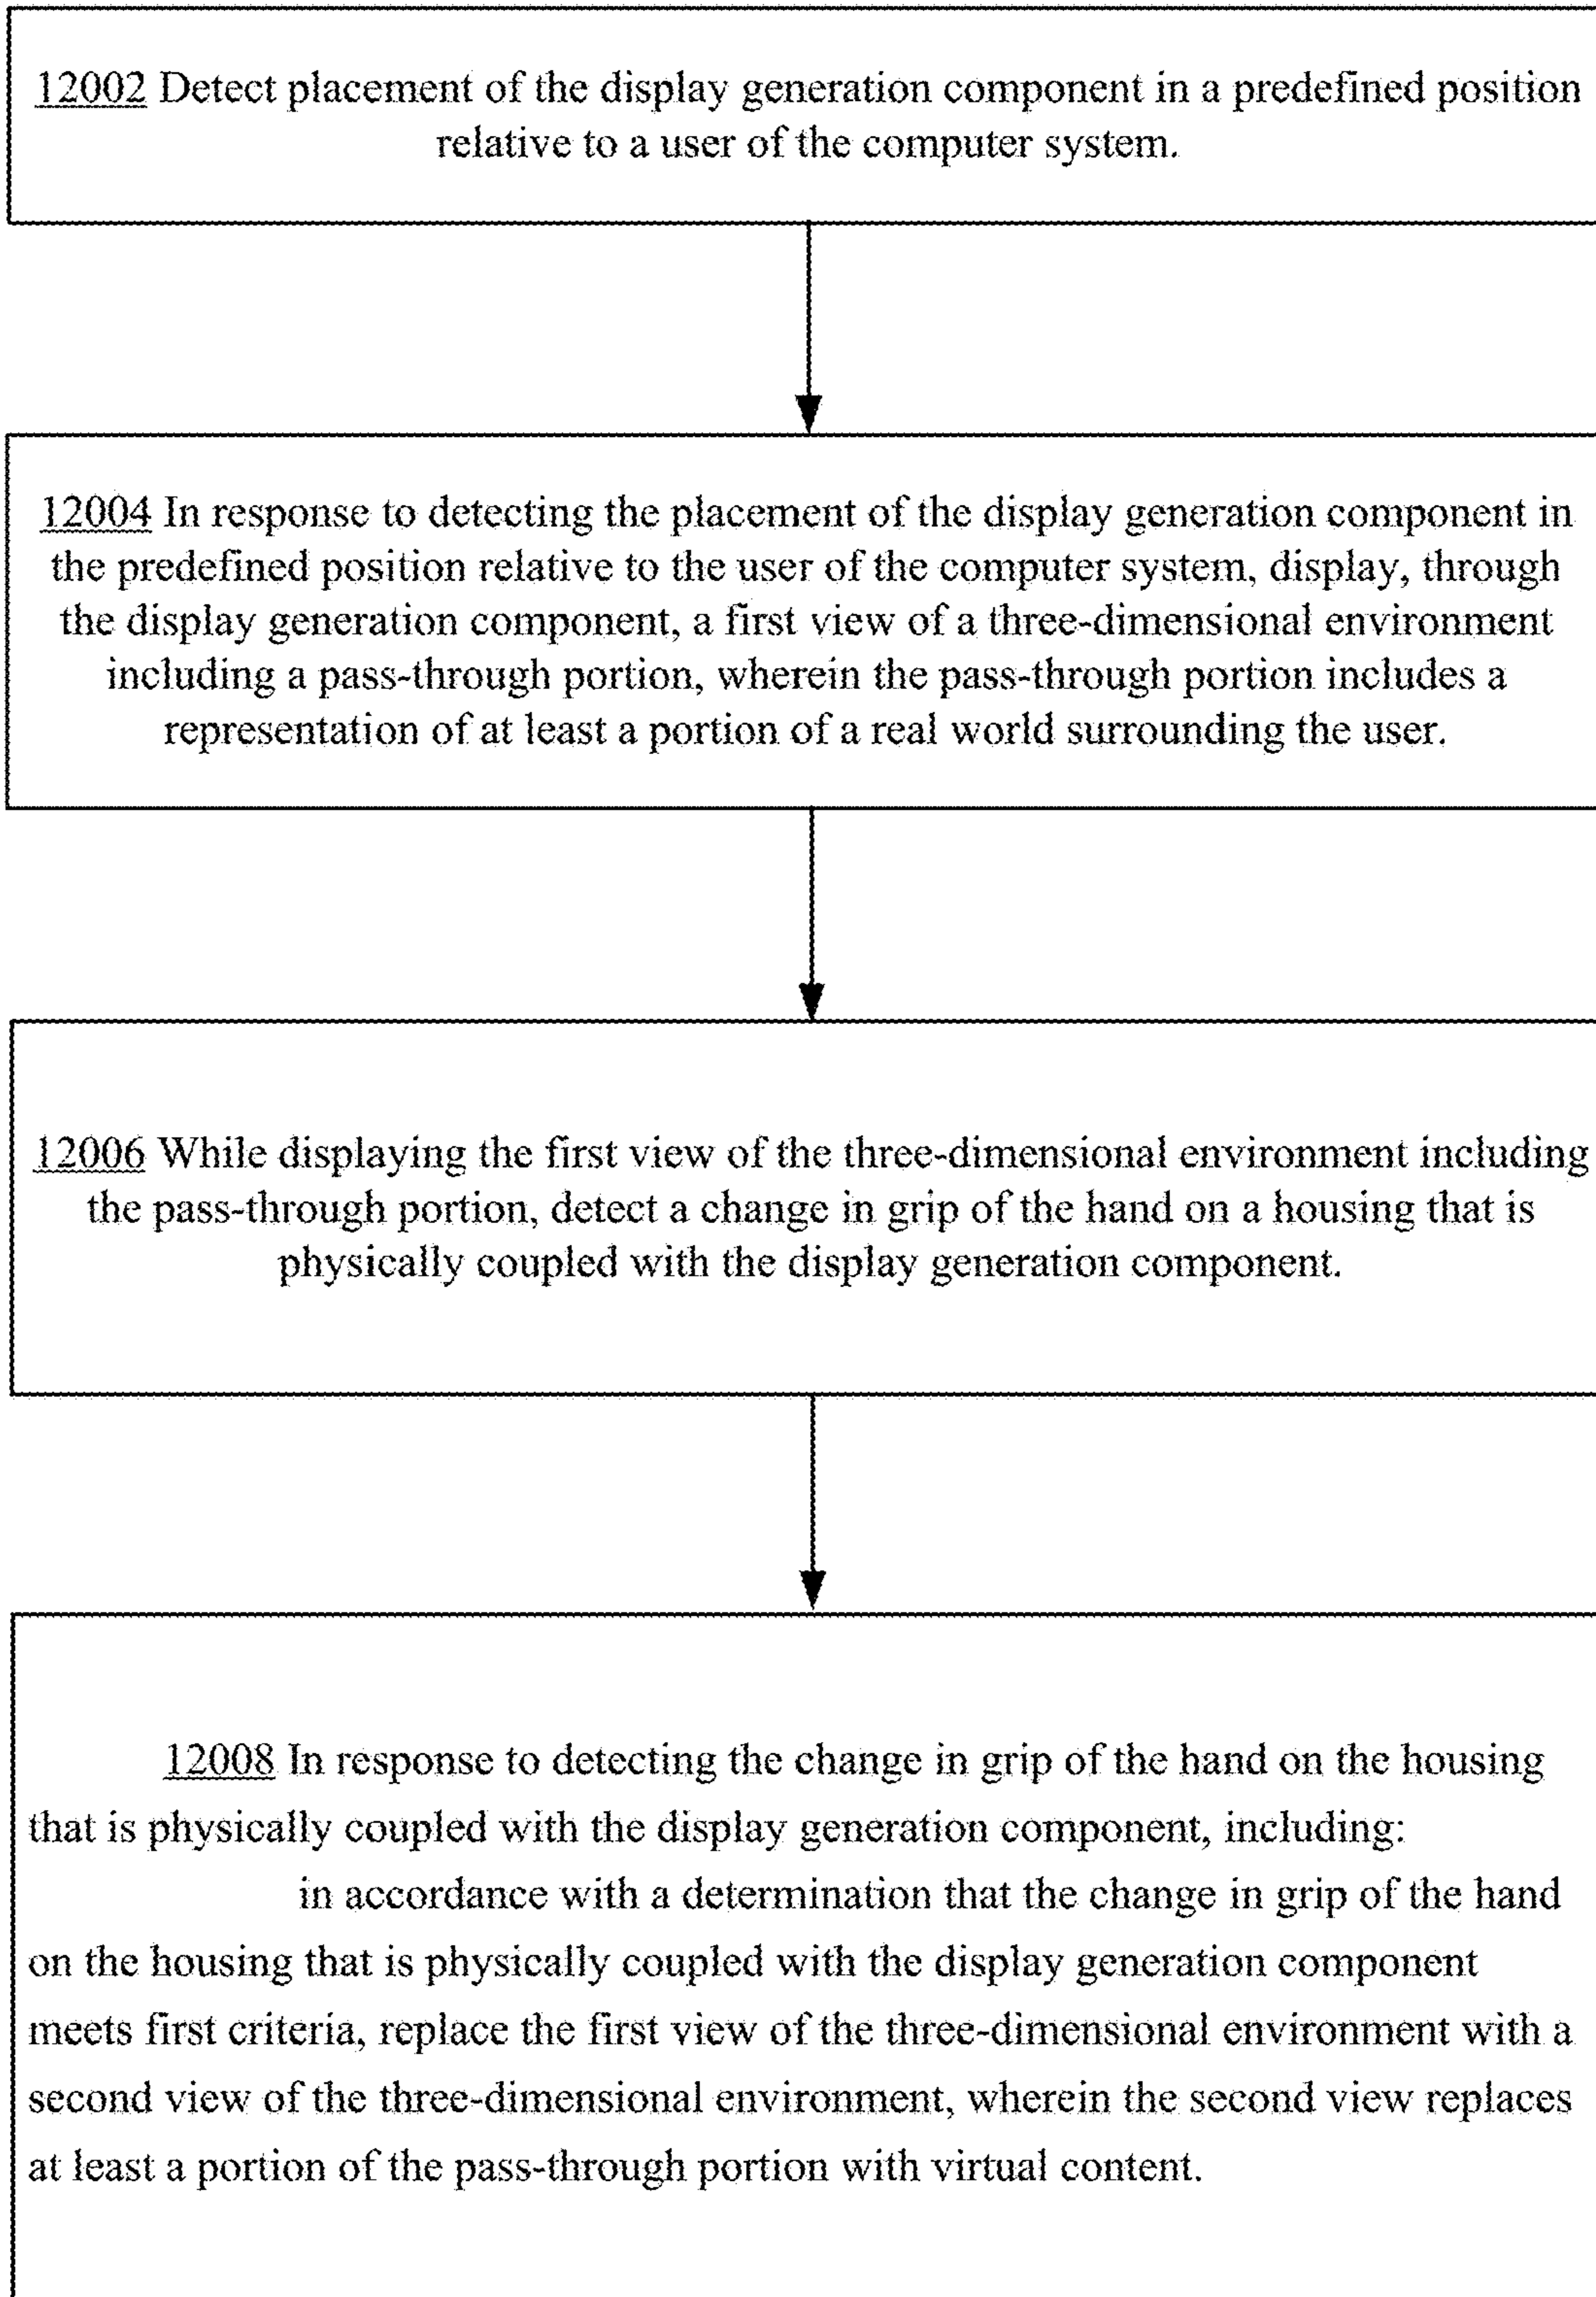 12002 Detect placement of the display generation component in a predefined position
relative to a user of the computer system.
12004 In response to detecting the placement of the display generation component in
the predefined position relative to the user of the computer system, display, through
the display generation component, a first view of a three-dimensional environment
including a pass-through portion, wherein the pass-through portion includes a
representation of at least a portion of a real world surrounding the user.
12006 While displaying the first view of the three-dimensional environment including
the pass-through portion, detect a change in grip of the hand on a housing that is
physically coupled with the display generation component.
12008 In response to detecting the change in grip of the hand on the housing
that is physically coupled with the display generation component, including:
in accordance with a determination that the change in grip of the hand
on the housing that is physically coupled with the display generation component
meets first criteria, replace the first view of the three-dimensional environment with a
second view of the three-dimensional environment, wherein the second view replaces
at least a portion of the pass-through portion with virtual content.